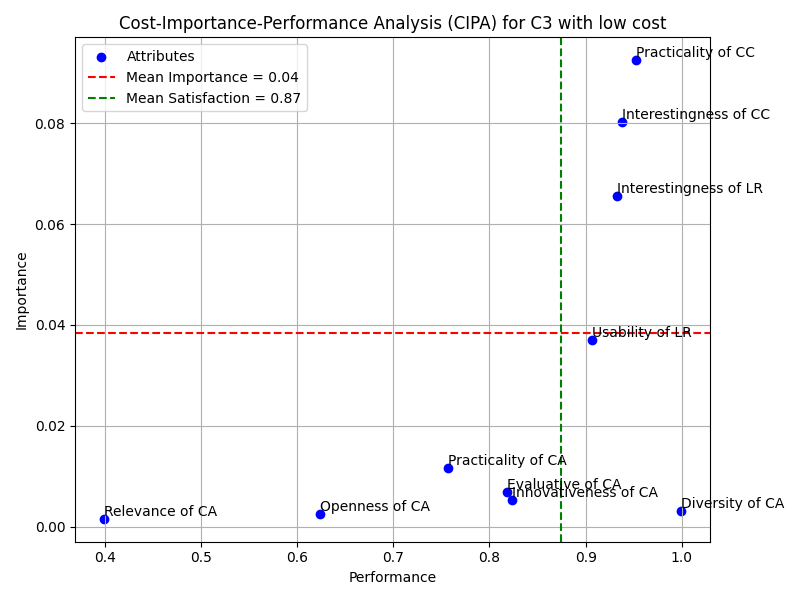 Cost-Importance-Performance Analysis (CIPA) for C3 with low cost
Attributes
Mean Importance = 0.04
Mean Satisfaction = 0.87
Practicality of CC
Interestingness of CC
Interestingness of LR
Usability of LR
Practicality of CA
Evaluative of CA
Innovativeness of CA
Diversity of CA
Openness of CA
Relevance of CA
Importance
0.08
0.06
0.04
0.02
0.00
0.4 0.5 0.6 0.7 0.8 0.9 1.0
Performance